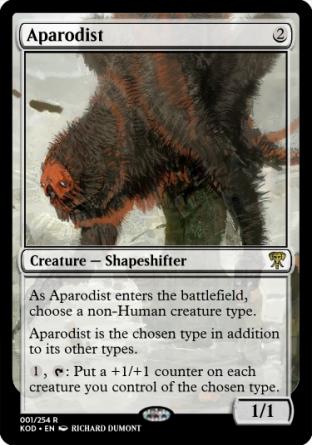 Aparodist 2
Creature — Shapeshifter
As Aparodist enters the battlefield,
choose a non-Human creature type.
Aparodist is the chosen type in addition
to its other types.
1, : Put a +1/+1 counter on each
creature you control of the chosen type.
1/1
001/254 R
KOD • EN RICHARD DUMONT